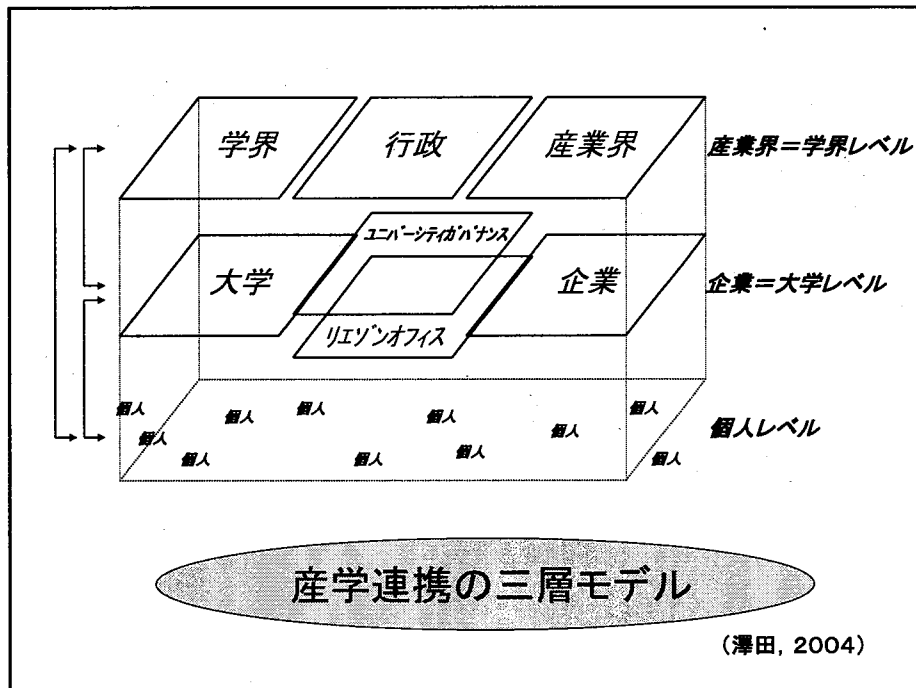 学界 行政 産業界 産業界＝学界レベル
ユニバーシティガバナンス
大学 企業 企業＝大学レベル
リエゾンオフィス
個人 個人 個人 個人 個人
個人 個人 個人レベル
個人 個人 個人 個人
産学連携の三層モデル
（澤田，2004）